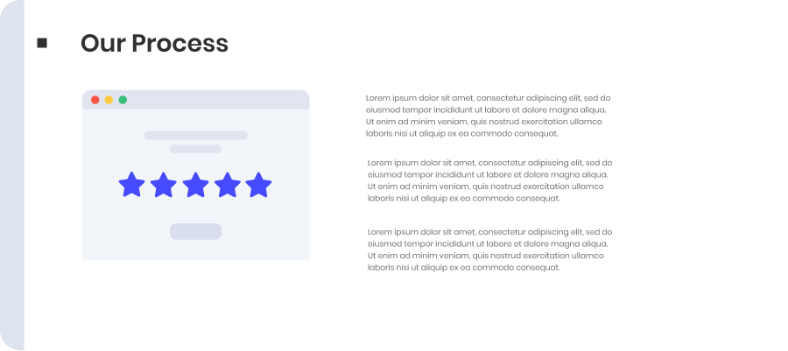 Our Process
Lorem ipsum dolor sit amet, consectetur adipiscing elit, sed do
eiusmod tempor incididunt ut labore et dolore magna aliqua.
Ut enim ad minim veniam, quis nostrud exercitation ullamco
laboris nisi ut aliquip ex ea commodo consequat.
Lorem ipsum dolor sit amet, consectetur adipiscing elit, sed do
eiusmod tempor incididunt ut labore et dolore magna aliqua.
Ut enim ad minim veniam, quis nostrud exercitation ullamco
laboris nisi ut aliquip ex ea commodo consequat.
Lorem ipsum dolor sit amet, consectetur adipiscing elit, sed do
eiusmod tempor incididunt ut labore et dolore magna aliqua.
Ut enim ad minim veniam, quis nostrud exercitation ullamco
laboris nisi ut aliquip ex ea commodo consequat.